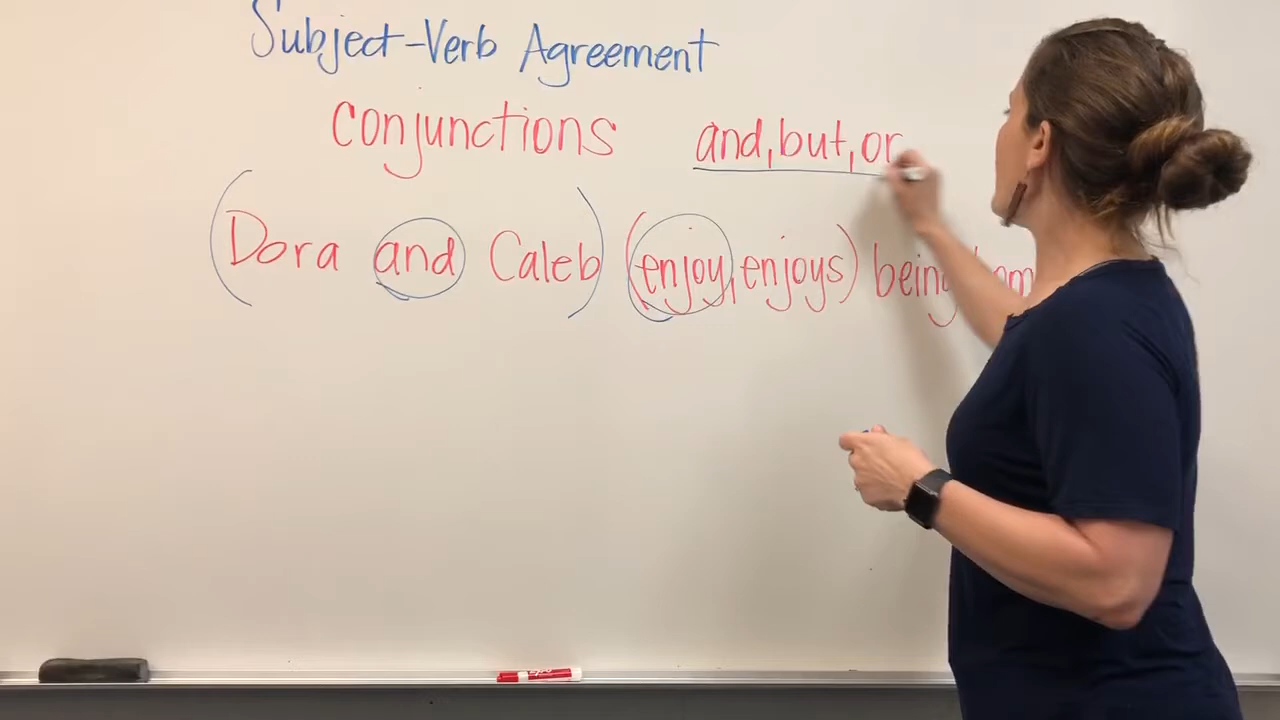 Subject-Verb Agreement
conjunctions and, but, or
(Dora and Caleb) (enjoy, enjoys) being